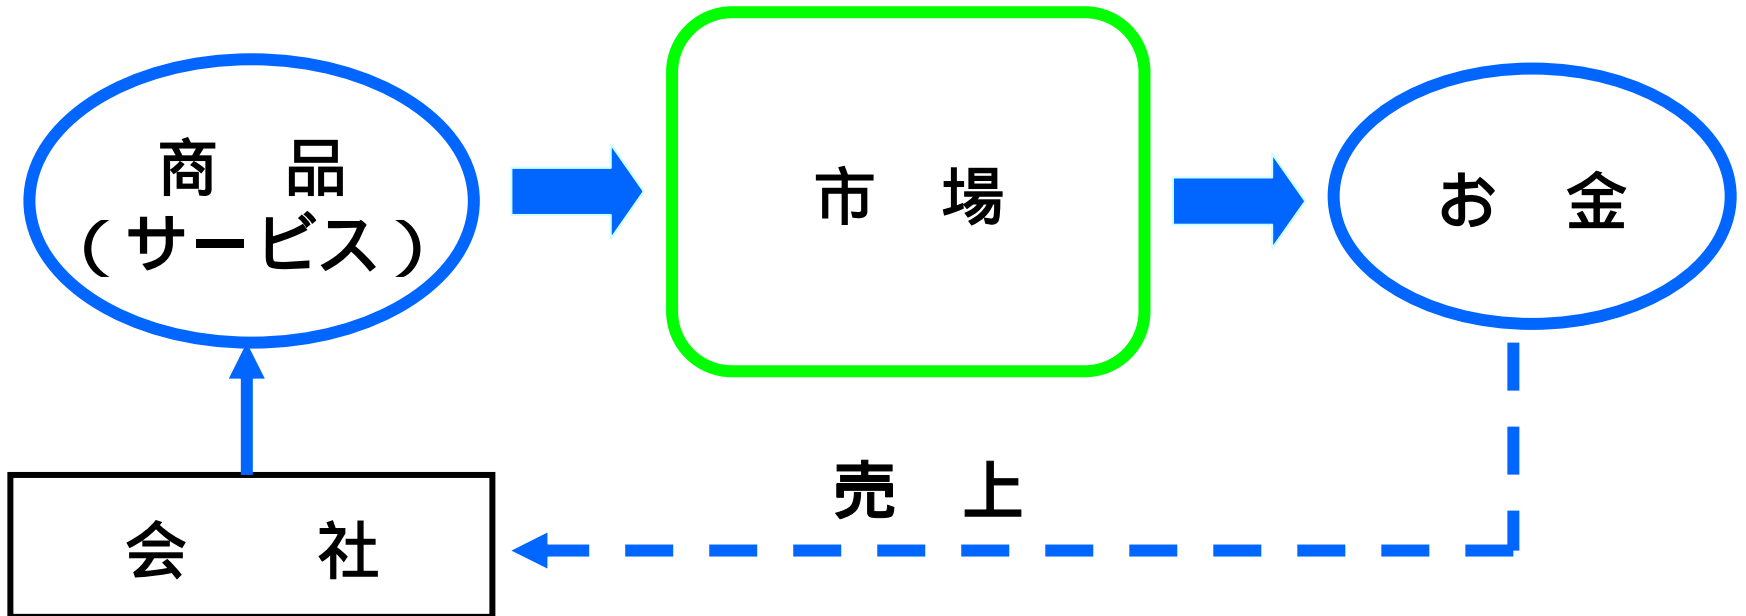 商　品
（サービス）
市　場
お　金
売　上
会　　社